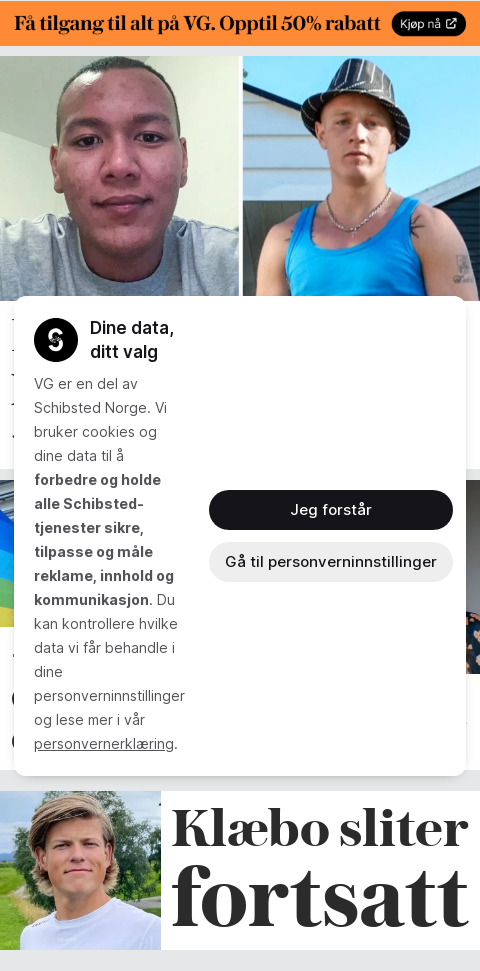 Få tilgang til alt på VG. Opptil 50% rabatt
Kjøp nå
Dine data,
ditt valg
VG er en del av
Schibsted Norge. Vi
bruker cookies og
dine data til å
forbedre og holde
alle Schibsted-
tjenester sikre,
tilpasse og måle
reklame, innhold og
kommunikasjon. Du
kan kontrollere hvilke
data vi får behandle i
dine
personverninnstillinger
og lese mer i vår
personvernerklæring.
Jeg forstår
Gå til personverninnstillinger
Klæbo sliter
fortsatt